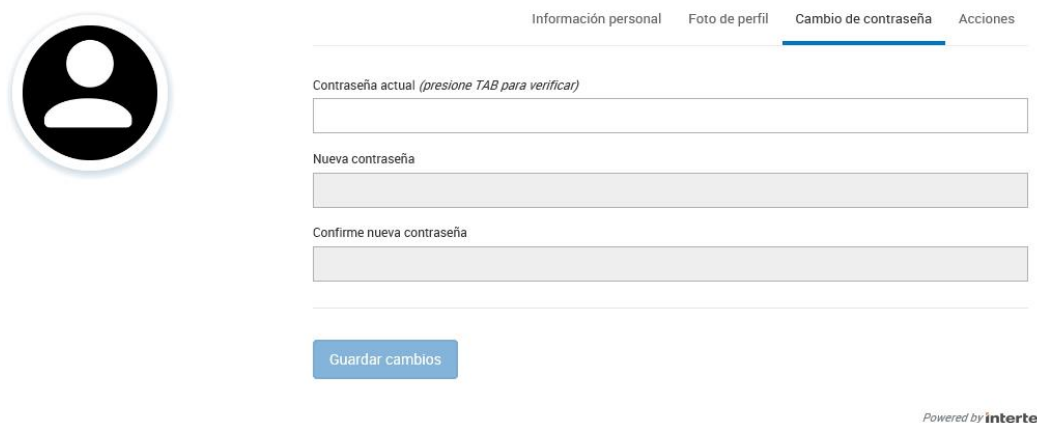 Información personal Foto de perfil Cambio de contraseña Acciones
Contraseña actual (presione TAB para verificar)
Nueva contraseña
Confirme nueva contraseña
Guardar cambios
Powered by interte